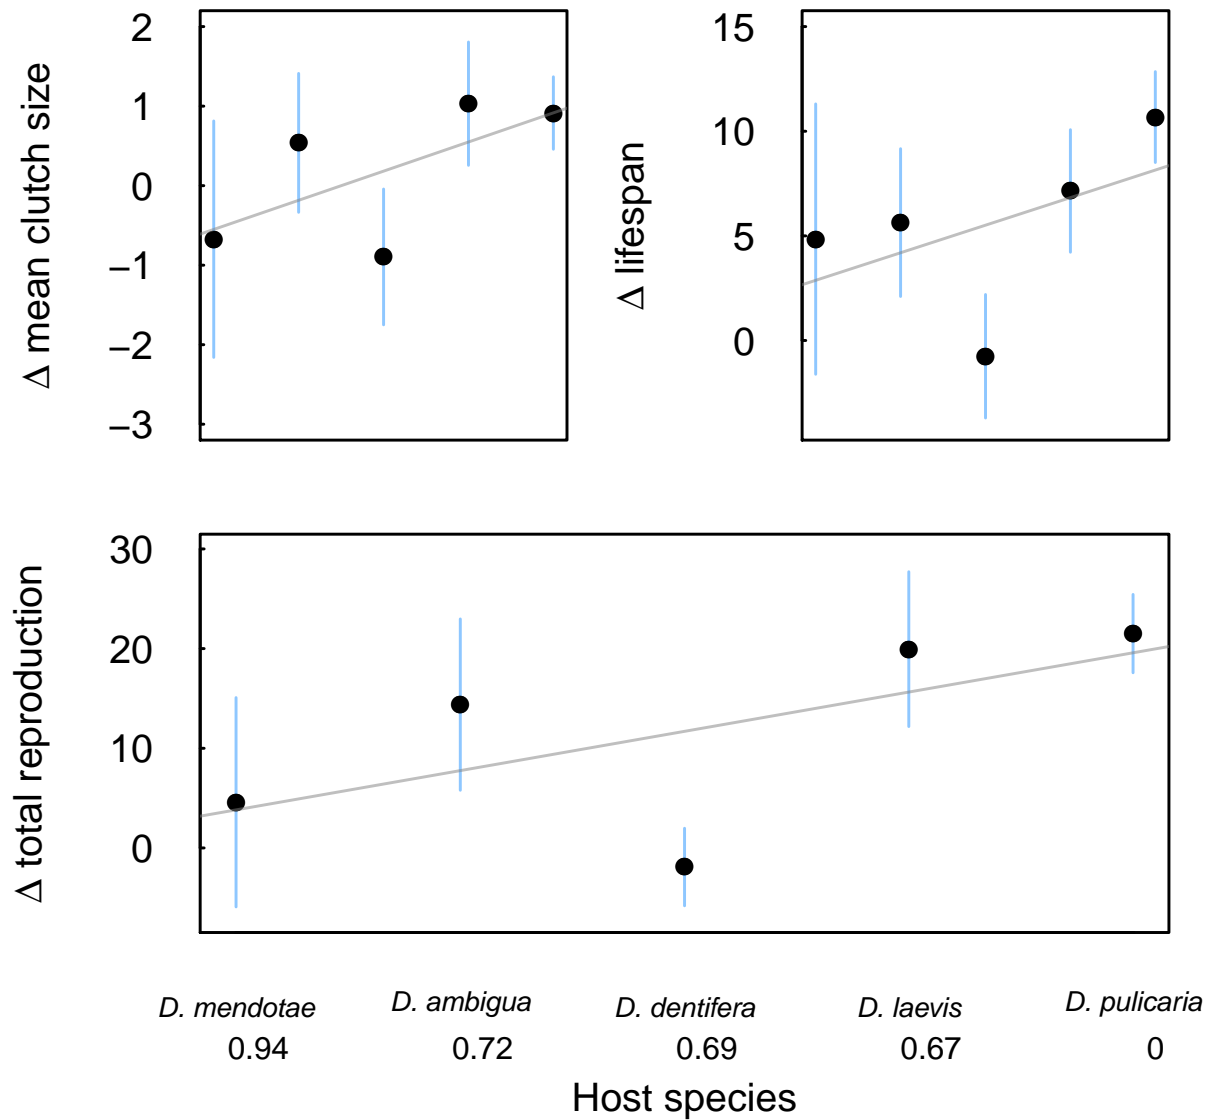 Δ mean clutch size
2
1
0
−1
−2
−3
Δ lifespan
15
10
5
0
Δ total reproduction
30
20
10
0
D. mendotae D. ambigua D. dentifera D. laevis D. pulicaria
0.94 0.72 0.69 0.67 0
Host species